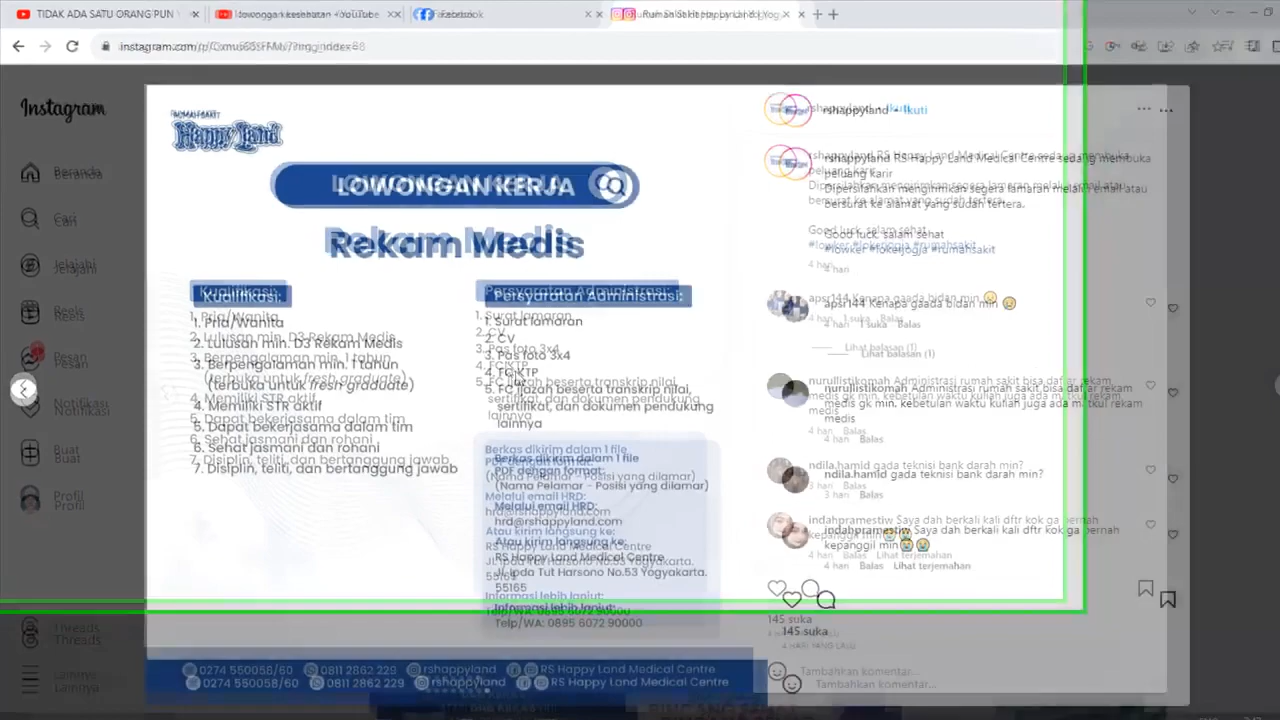 TIDAK ADA SATU ORANG PUN
lowongan kesehatan - YouTube
Facebook
Rumah Sakit Happy Land | Yog
instagram.com/p/
Instagram
Beranda
Cari
Jelajahi
Reels
Pesan
Notifikasi
Buat
Profil
Threads
Lainnya
RUMAH SAKIT
Happy Land
LOWONGAN KERJA
Rekam Medis
Kualifikasi:
1. Pria/Wanita
2. Lulusan min. D3 Rekam Medis
3. Berpengalaman min. 1 tahun
(terbuka untuk fresh graduate)
4. Memiliki STR aktif
5. Dapat bekerjasama dalam tim
6. Sehat jasmani dan rohani
7. Disiplin, teliti, dan bertanggung jawab
Persyaratan Administrasi:
1. Surat lamaran
2. CV
3. Pas foto 3x4
4. FC KTP
5. FC Ijazah beserta transkrip nilai,
sertifikat, dan dokumen pendukung
lainnya
Berkas dikirim dalam 1 file
PDF dengan format:
(Nama Pelamar - Posisi yang dilamar)
Melalui email HRD:
hrd@rshappyland.com
Atau kirim langsung ke:
RS Happy Land Medical Centre
Jl. Ipda Tut Harsono No.53 Yogyakarta.
55165
Informasi lebih lanjut:
Telp/WA: 0895 6072 90000
0274 550058/60
0811 2862 229
rshappyland
RS Happy Land Medical Centre
rshappyland • Ikuti
rshappyland RS Happy Land Medical Centre sedang membuka
peluang karir
Dipersilahkan mengirimkan segera lamaran melalui email atau
bersurat ke alamat yang sudah tertera.
Good luck, salam sehat
#lowker #lokerjogja #rumahsakit
4 hari
apsr144 Kenapa gaada bidan min
4 hari 1 suka Balas
Lihat balasan (1)
nurullistikomah Administrasi rumah sakit bisa daftar rekam
medis gk min, kebetulan waktu kuliah juga ada matkul rekam
medis
4 hari Balas
ndila.hamid gada teknisi bank darah min?
3 hari Balas
indahpramestiw Saya dah berkali kali dftr kok ga pernah
kepanggil min
4 hari Balas Lihat terjemahan
145 suka
4 HARI YANG LALU
Tambahkan komentar...